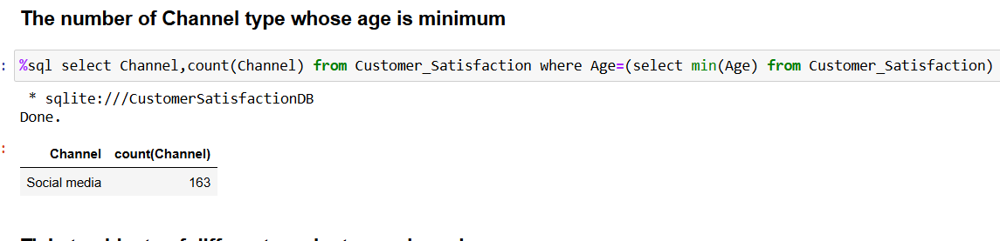 The number of Channel type whose age is minimum
%sql select Channel,count(Channel) from Customer_Satisfaction where Age=(select min(Age) from Customer_Satisfaction)
* sqlite:///CustomerSatisfactionDB
Done.
Channel count(Channel)
Social media 163